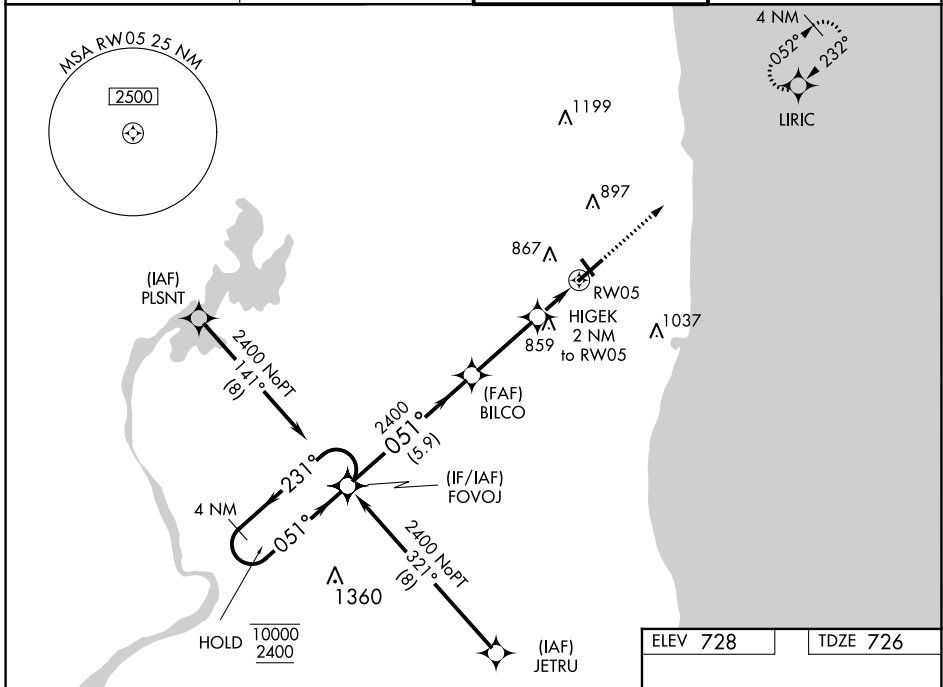 MSA RW05 25 NM
2500
4 NM
052°
232°
LIRIC
1199
897
867
RW05
HIGEK
2 NM
to RW05
859
1037
(IAF)
PLSNT
2400 NoPT
141°
(8)
(FAF)
BILCO
2400
051°
(5.9)
(IF/IAF)
FOVOJ
231°
4 NM
051°
2400 NoPT
321°
(8)
1360
HOLD
10000
2400
(IAF)
JETRU
ELEV 728
TDZE 726